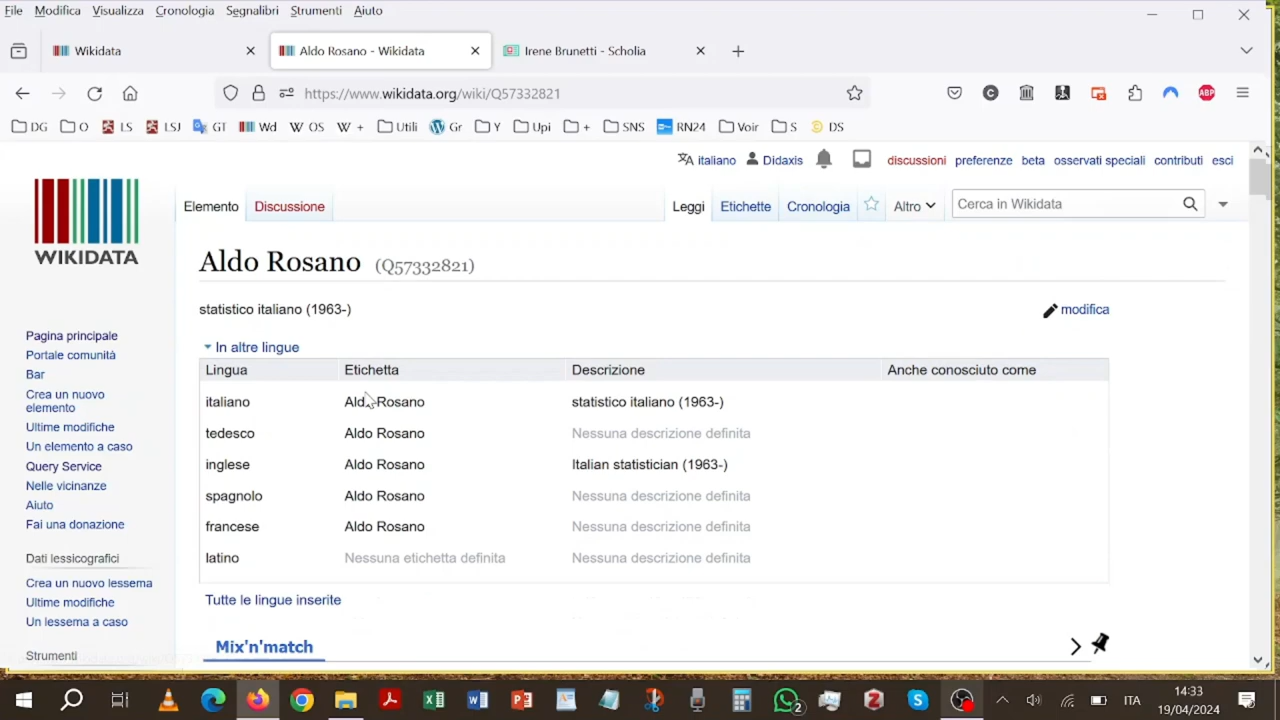 File Modifica Visualizza Cronologia Segnalibri Strumenti Aiuto
Wikidata Aldo Rosano - Wikidata Irene Brunetti - Scholia
https://www.wikidata.org/wiki/Q57332821 ABP
DG O LS LSJ GT Wd OS + Utili Gr Y Upi + SNS RN24 Voir S DS
italiano Didaxis discussioni preferenze beta osservati speciali contributi esci
Elemento Discussione Leggi Etichette Cronologia Altro Cerca in Wikidata
WIKIDATA
Aldo Rosano (Q57332821)
statistico italiano (1963-) modifica
In altre lingue
Lingua Etichetta Descrizione Anche conosciuto come
italiano Aldo Rosano statistico italiano (1963-)
tedesco Aldo Rosano Nessuna descrizione definita
inglese Aldo Rosano Italian statistician (1963-)
spagnolo Aldo Rosano Nessuna descrizione definita
francese Aldo Rosano Nessuna descrizione definita
latino Nessuna etichetta definita Nessuna descrizione definita
Tutte le lingue inserite
Mix'n'match
Pagina principale
Portale comunità
Bar
Crea un nuovo
elemento
Ultime modifiche
Un elemento a caso
Query Service
Nelle vicinanze
Aiuto
Fai una donazione
Dati lessicografici
Crea un nuovo lessema
Ultime modifiche
Un lessema a caso
Strumenti
2 ITA 14:33
19/04/2024